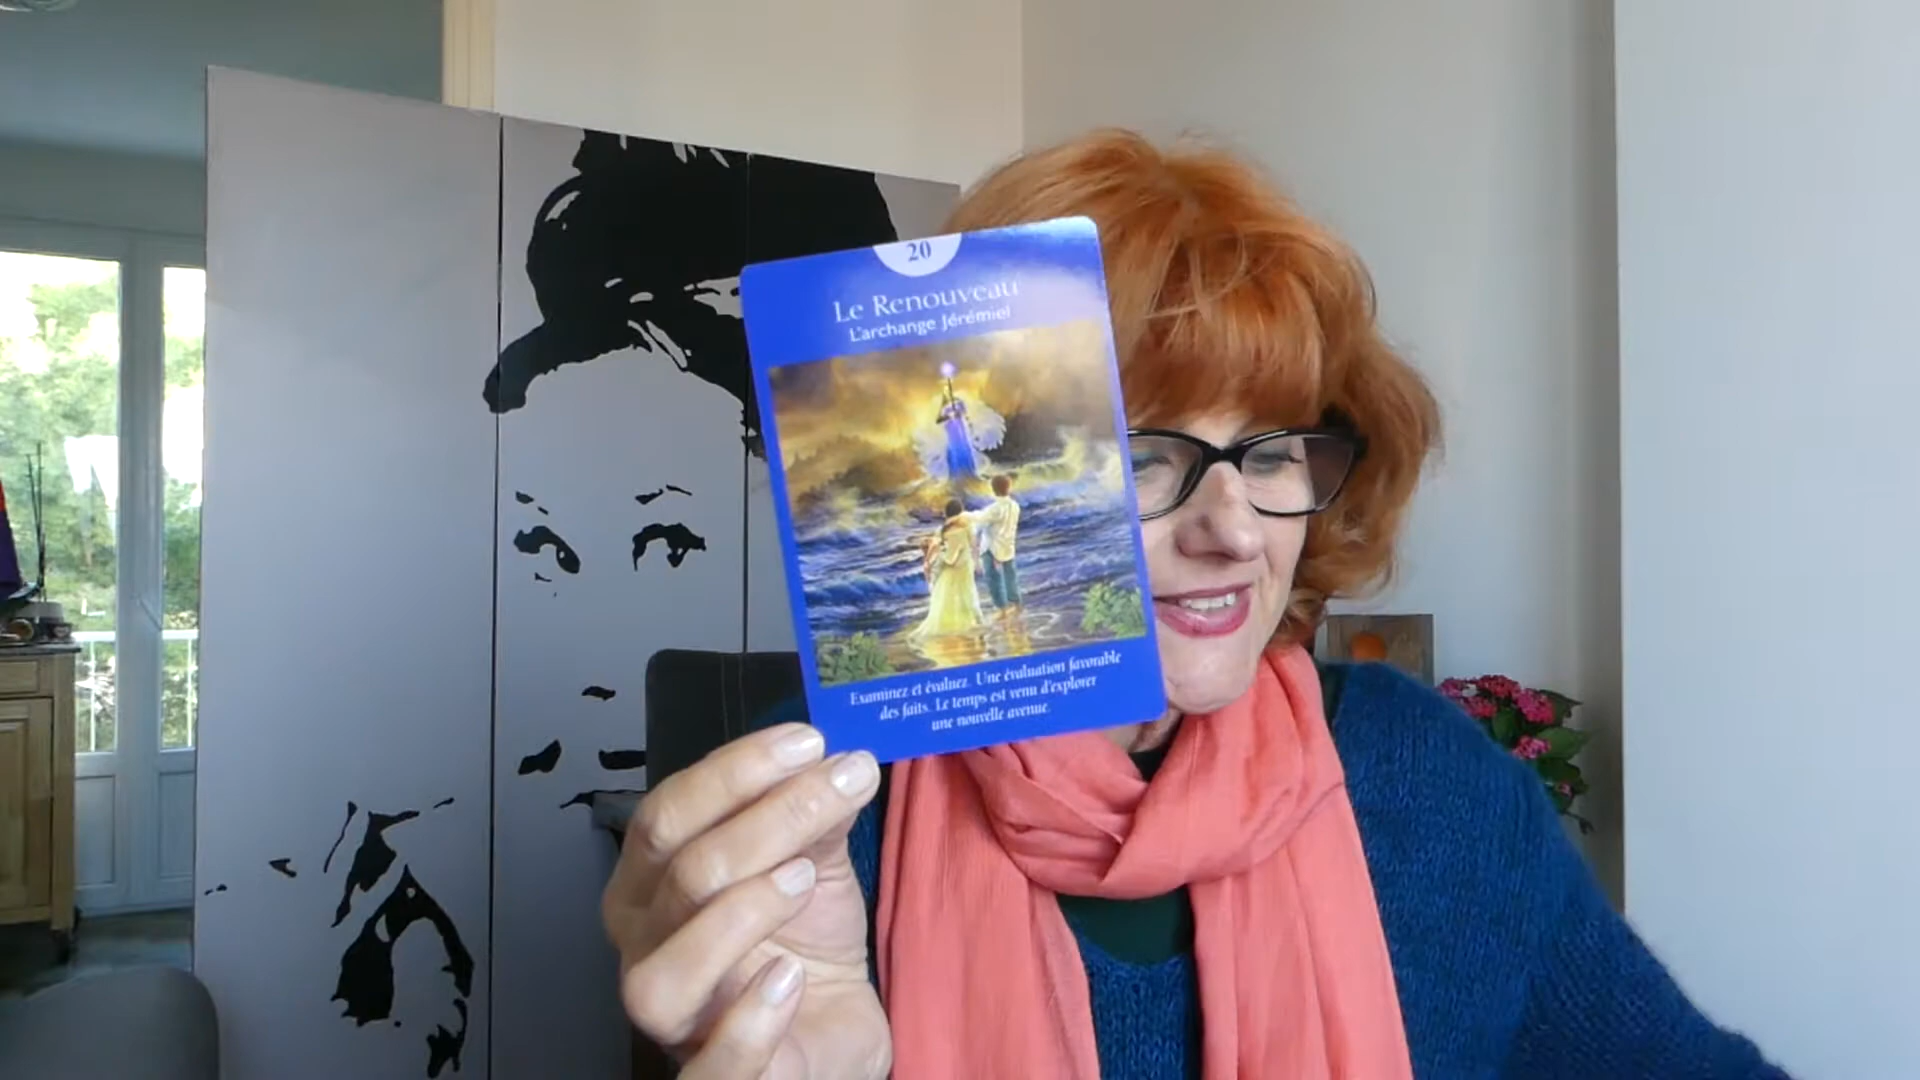 20
Le Renouveau
L'archange Jérémiel
Examinez et évaluez. Une évaluation favorable
des faits. Le temps est venu d'explorer
une nouvelle avenue.